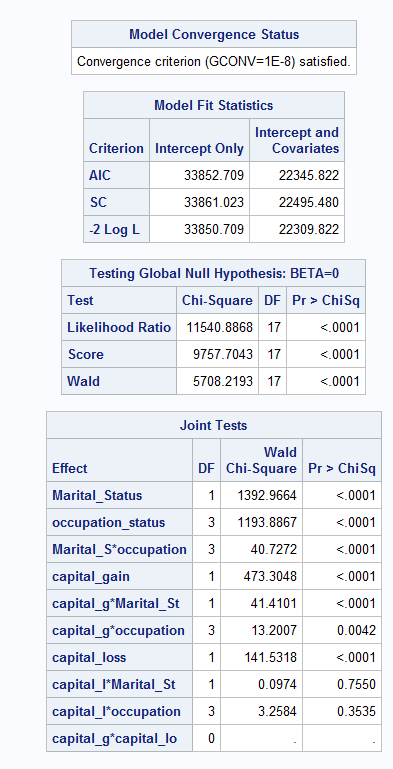 Model Convergence Status
Convergence criterion (GCONV=1E-8) satisfied.
Model Fit Statistics
Criterion Intercept Only Intercept and Covariates
AIC 33852.709 22345.822
SC 33861.023 22495.480
-2 Log L 33850.709 22309.822
Testing Global Null Hypothesis: BETA=0
Test Chi-Square DF Pr > ChiSq
Likelihood Ratio 11540.8868 17 <.0001
Score 9757.7043 17 <.0001
Wald 5708.2193 17 <.0001
Joint Tests
Effect DF Wald Chi-Square Pr > ChiSq
Marital_Status 1 1392.9664 <.0001
occupation_status 3 1193.8867 <.0001
Marital_S*occupation 3 40.7272 <.0001
capital_gain 1 473.3048 <.0001
capital_g*Marital_St 1 41.4101 <.0001
capital_g*occupation 3 13.2007 0.0042
capital_loss 1 141.5318 <.0001
capital_l*Marital_St 1 0.0974 0.7550
capital_l*occupation 3 3.2584 0.3535
capital_g*capital_lo 0 . .